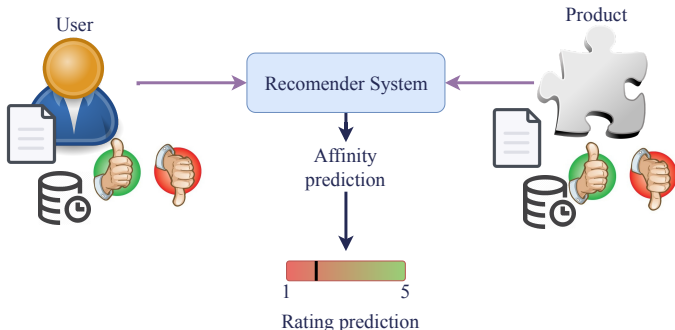 User
Product
Recomender System
Affinity
prediction
1
5
Rating prediction